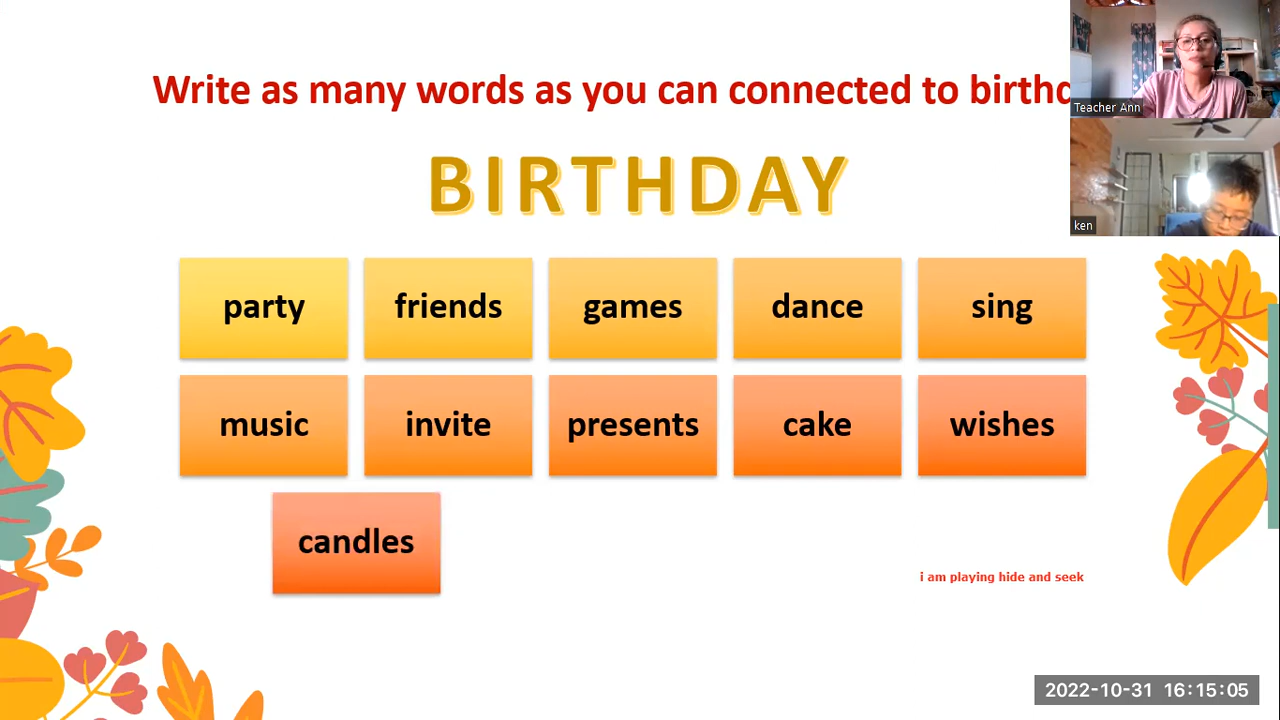 Write as many words as you can connected to birthd
BIRTHDAY
party friends games dance sing
music invite presents cake wishes
candles
i am playing hide and seek
Teacher Ann
ken
2022-10-31 16:15:05